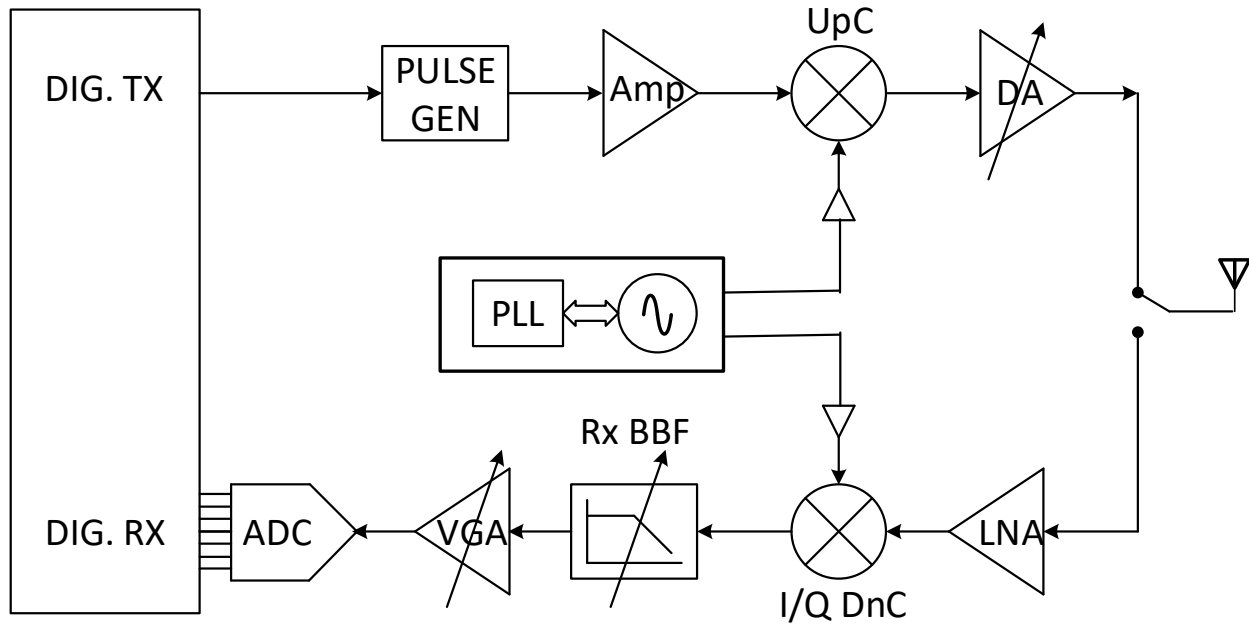 UpC
DIG. TX
PULSE
GEN
Amp
DA
PLL
Rx BBF
DIG. RX
ADC
VGA
LNA
I/Q DnC